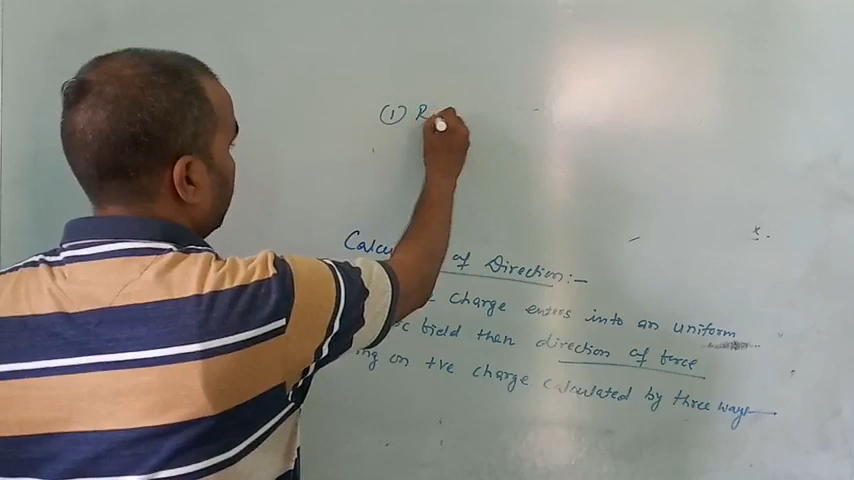 ① R
Calcu of Direction:-
charge enters into an uniform
field then direction of force
ng on +ve charge calculated by three ways